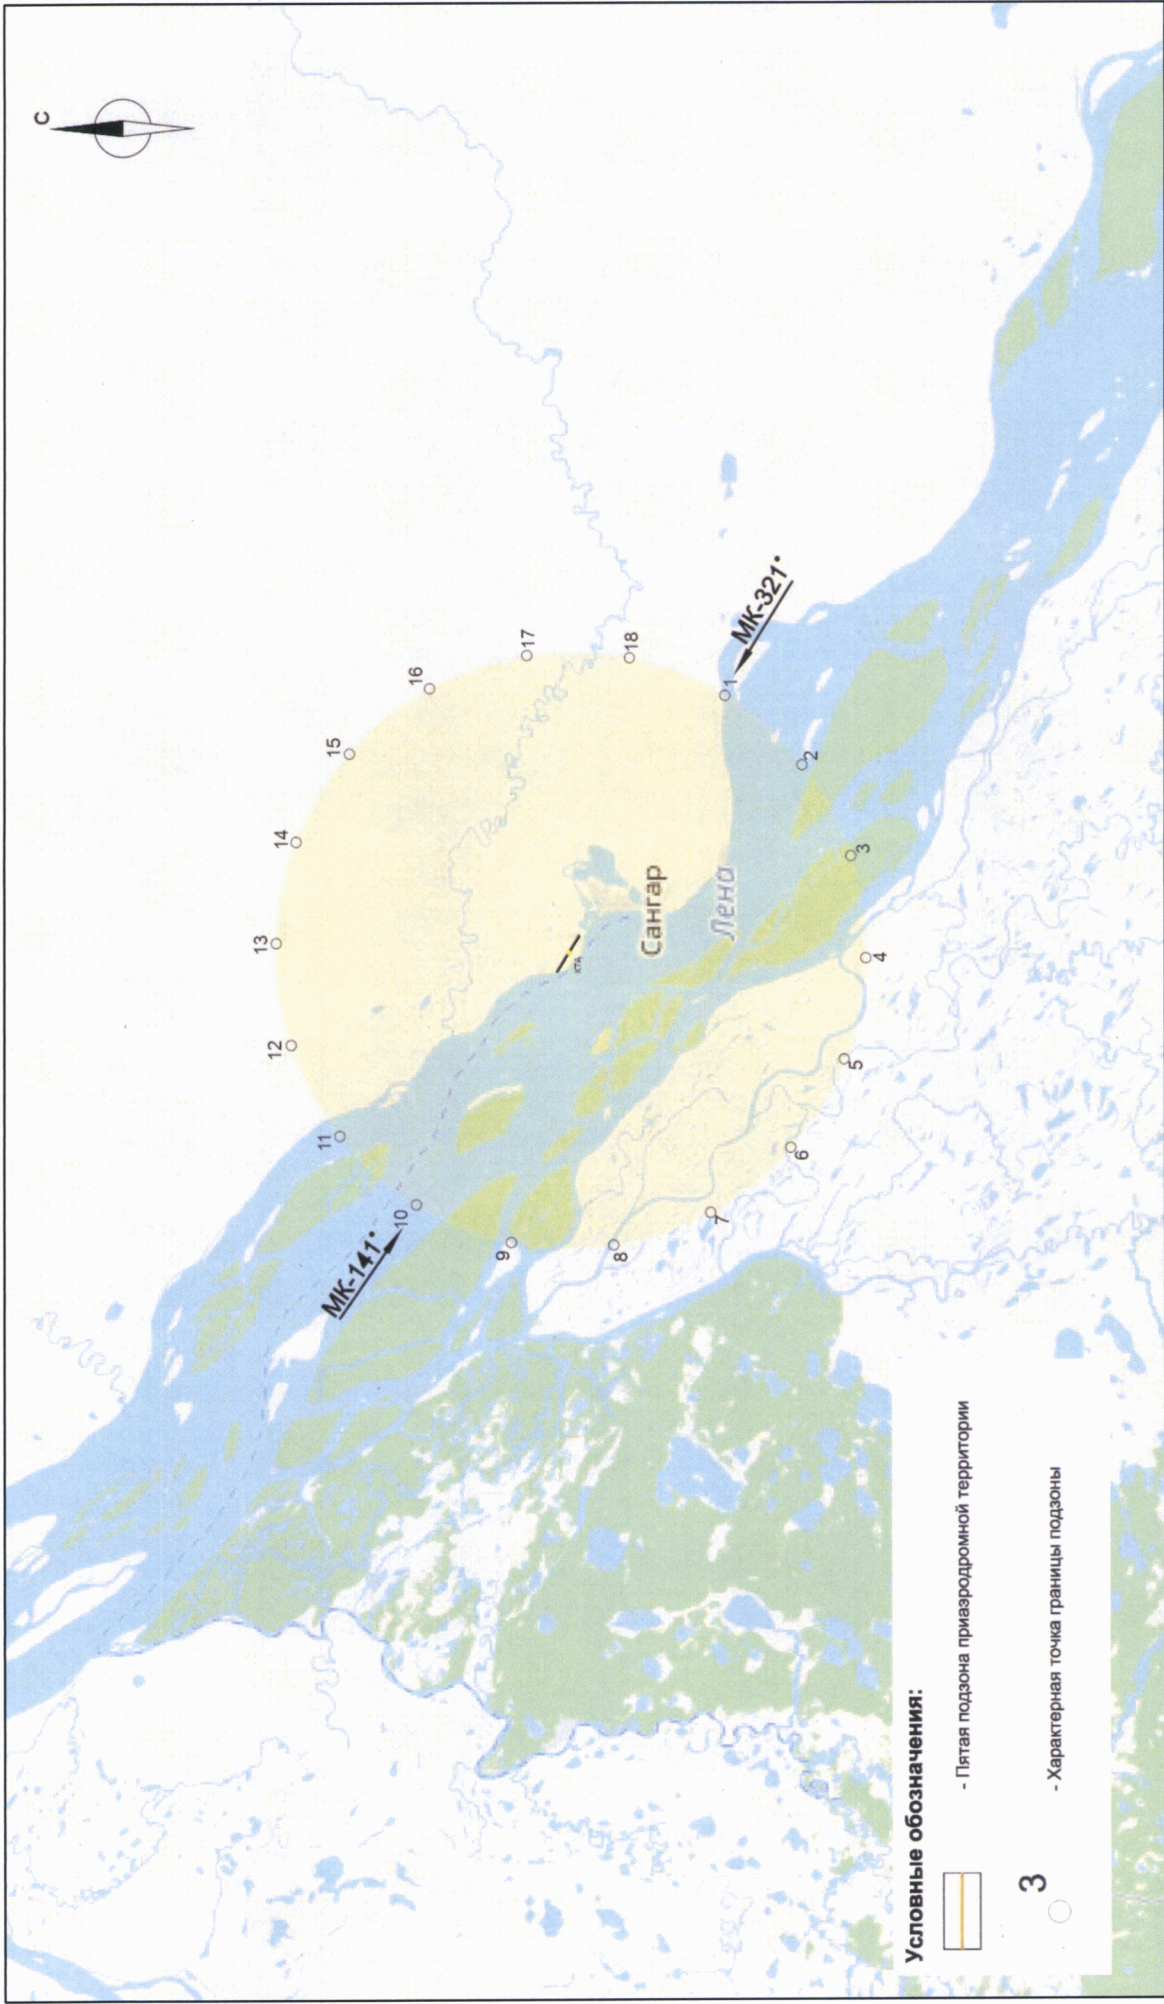 С
13
14
12
15
11
16
10
МК-141°
9
17
КТА
8
18
Сангар
7
Лена
1
МК-321°
6
2
5
3
4
Условные обозначения:
- Пятая подзона приаэродромной территории
3
- Характерная точка границы подзоны